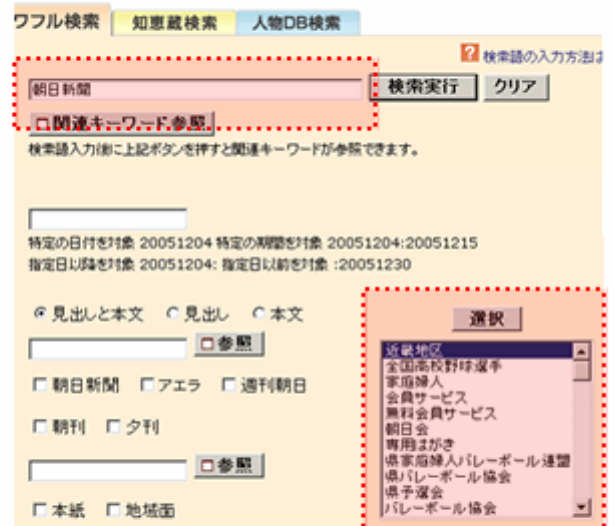 ワフル検索 知恵蔵検索 人物DB検索
? 検索語の入力方法は
朝日新聞 検索実行 クリア
関連キーワード参照
検索語入力後に上記ボタンを押すと関連キーワードが参照できます。
特定の日付を対象 20051204 特定の期間を対象 20051204:20051215
指定日以降を対象 20051204: 指定日以前を対象 :20051230
見出しと本文 見出し 本文
参照
朝日新聞 アエラ 週刊朝日
朝刊 夕刊
参照
本紙 地域面
選択
近畿地区
全国高校野球選手
家庭婦人
会員サービス
無料会員サービス
朝日会
専用はがき
県家庭婦人バレーボール連盟
県バレーボール協会
県予選会
バレーボール協会